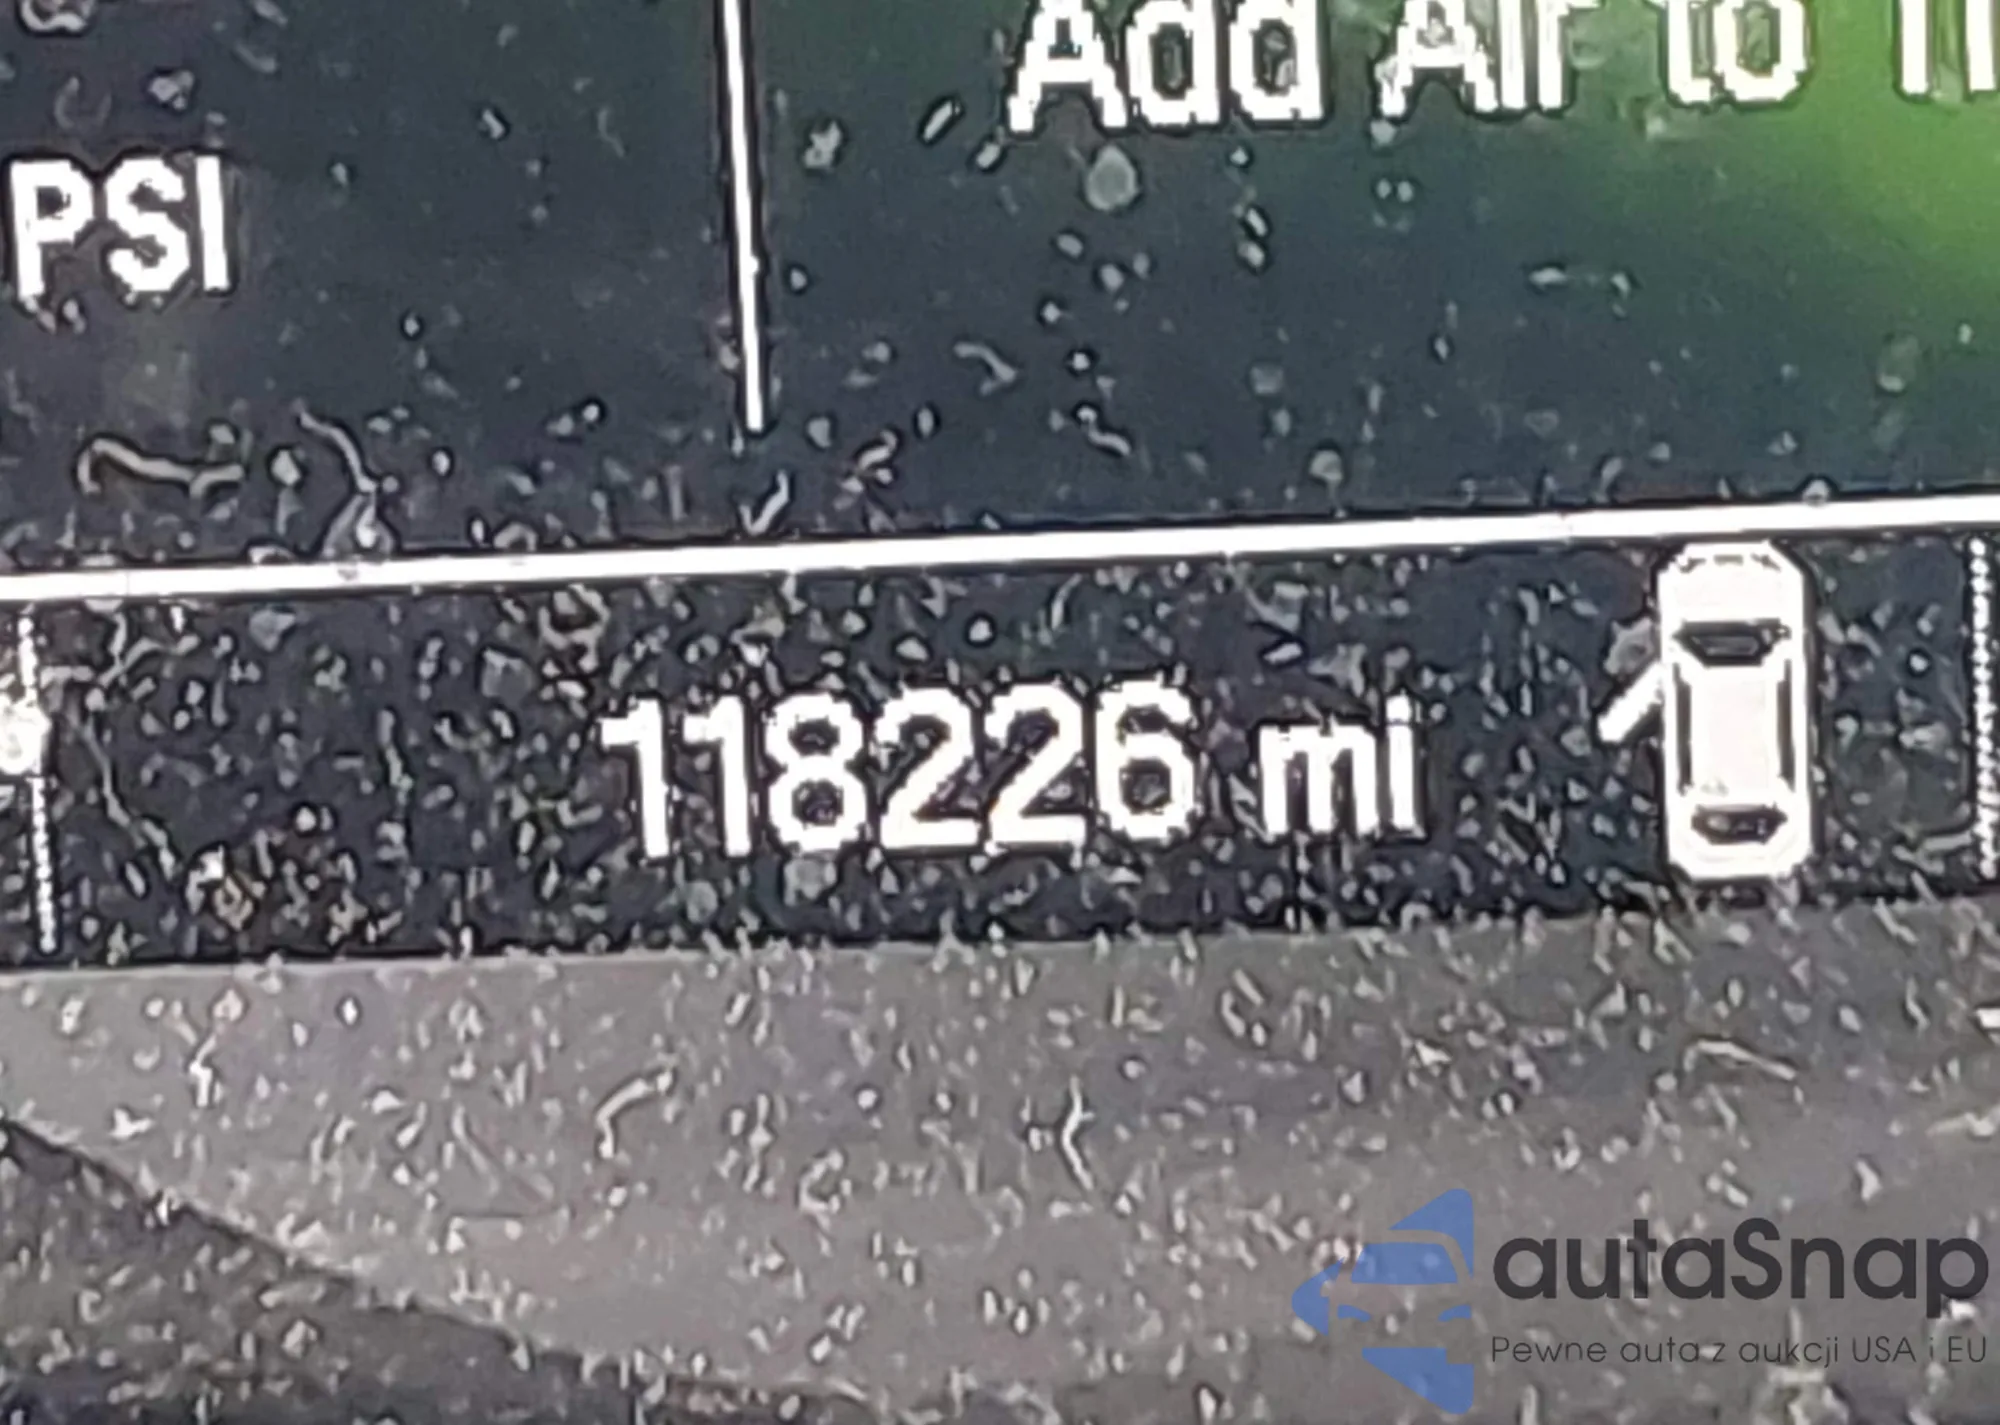 Add Air to
PSI
118226 mi
autaSnap
Pewne auta z aukcji USA i EU